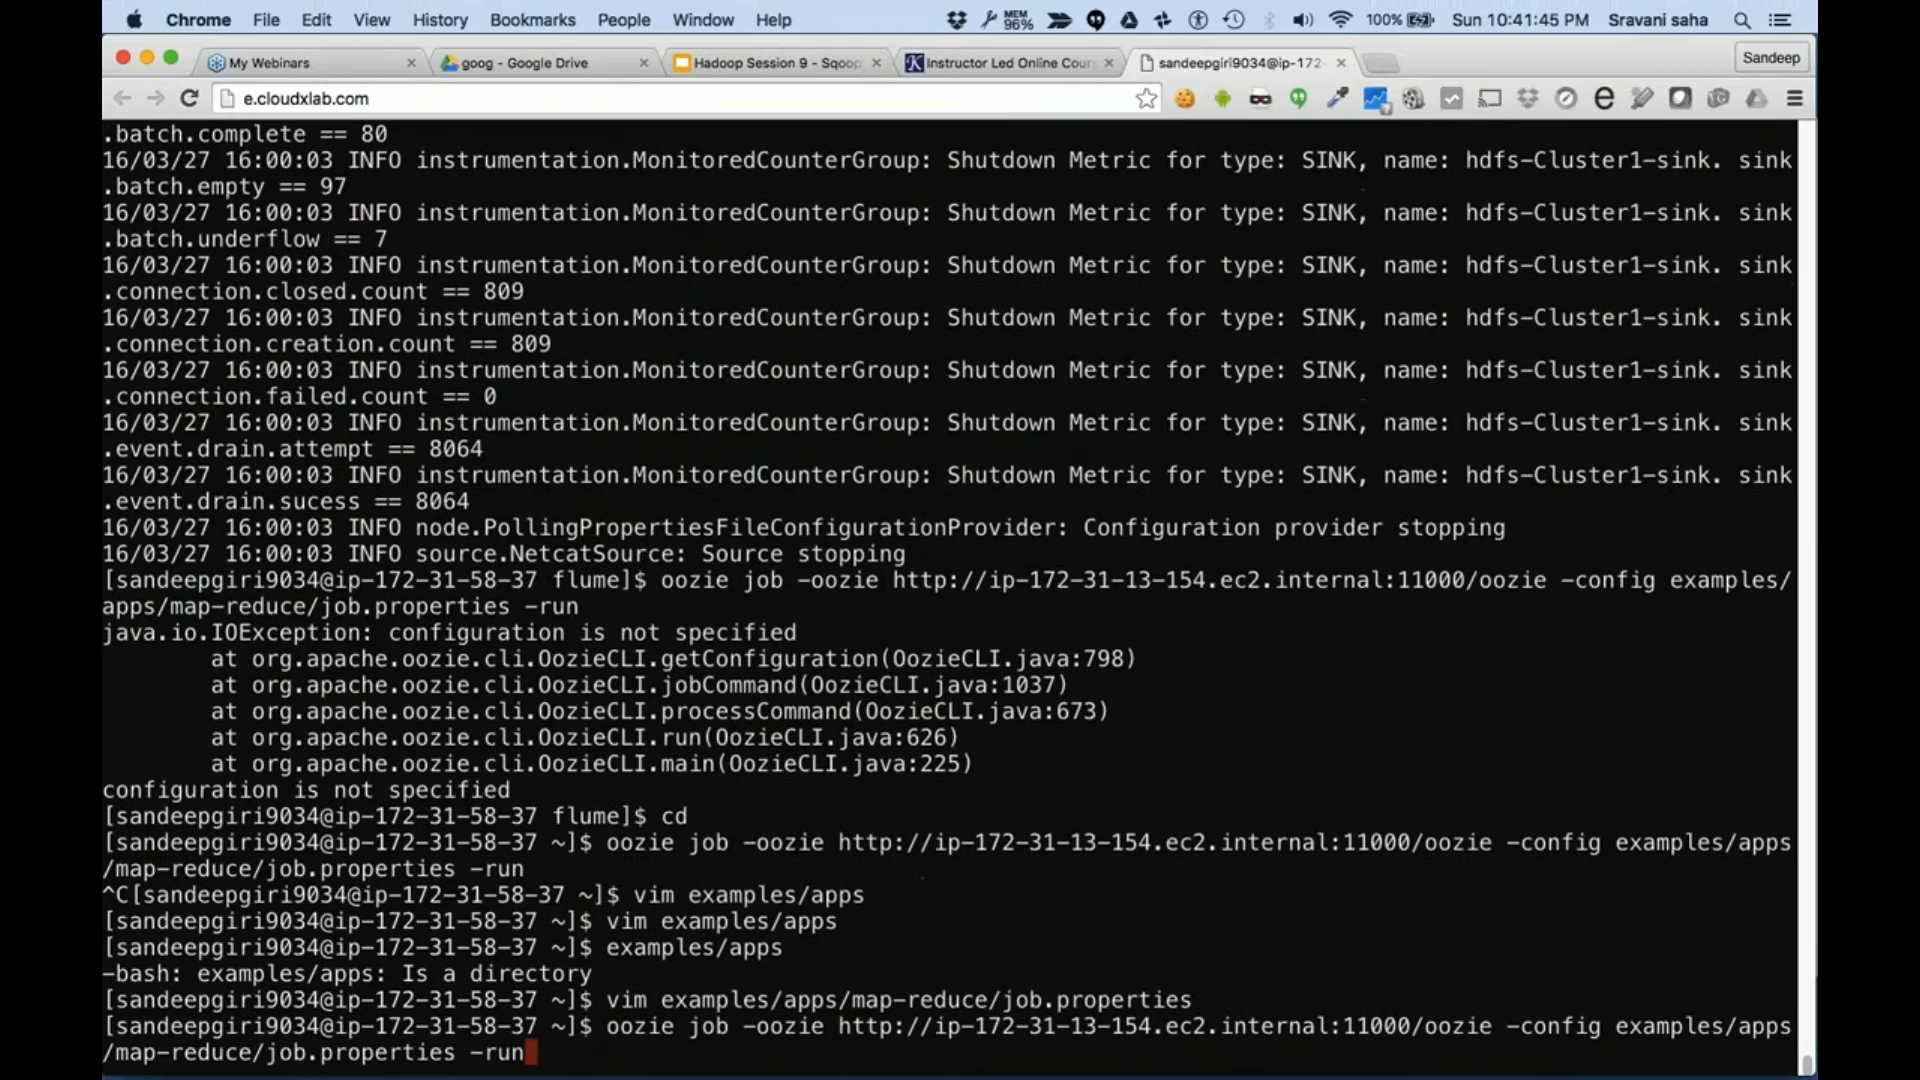 Chrome File Edit View History Bookmarks People Window Help MEM 96% 100% Sun 10:41:45 PM Sravani saha
My Webinars goog - Google Drive Hadoop Session 9 - Sqoop Instructor Led Online Cour sandeepgiri9034@ip-172- Sandeep
e.cloudxlab.com
.batch.complete == 80
16/03/27 16:00:03 INFO instrumentation.MonitoredCounterGroup: Shutdown Metric for type: SINK, name: hdfs-Cluster1-sink. sink
.batch.empty == 97
16/03/27 16:00:03 INFO instrumentation.MonitoredCounterGroup: Shutdown Metric for type: SINK, name: hdfs-Cluster1-sink. sink
.batch.underflow == 7
16/03/27 16:00:03 INFO instrumentation.MonitoredCounterGroup: Shutdown Metric for type: SINK, name: hdfs-Cluster1-sink. sink
.connection.closed.count == 809
16/03/27 16:00:03 INFO instrumentation.MonitoredCounterGroup: Shutdown Metric for type: SINK, name: hdfs-Cluster1-sink. sink
.connection.creation.count == 809
16/03/27 16:00:03 INFO instrumentation.MonitoredCounterGroup: Shutdown Metric for type: SINK, name: hdfs-Cluster1-sink. sink
.connection.failed.count == 0
16/03/27 16:00:03 INFO instrumentation.MonitoredCounterGroup: Shutdown Metric for type: SINK, name: hdfs-Cluster1-sink. sink
.event.drain.attempt == 8064
16/03/27 16:00:03 INFO instrumentation.MonitoredCounterGroup: Shutdown Metric for type: SINK, name: hdfs-Cluster1-sink. sink
.event.drain.sucess == 8064
16/03/27 16:00:03 INFO node.PollingPropertiesFileConfigurationProvider: Configuration provider stopping
16/03/27 16:00:03 INFO source.NetcatSource: Source stopping
[sandeepgiri9034@ip-172-31-58-37 flume]$ oozie job -oozie http://ip-172-31-13-154.ec2.internal:11000/oozie -config examples/
apps/map-reduce/job.properties -run
java.io.IOException: configuration is not specified
at org.apache.oozie.cli.OozieCLI.getConfiguration(OozieCLI.java:798)
at org.apache.oozie.cli.OozieCLI.jobCommand(OozieCLI.java:1037)
at org.apache.oozie.cli.OozieCLI.processCommand(OozieCLI.java:673)
at org.apache.oozie.cli.OozieCLI.run(OozieCLI.java:626)
at org.apache.oozie.cli.OozieCLI.main(OozieCLI.java:225)
configuration is not specified
[sandeepgiri9034@ip-172-31-58-37 flume]$ cd
[sandeepgiri9034@ip-172-31-58-37 ~]$ oozie job -oozie http://ip-172-31-13-154.ec2.internal:11000/oozie -config examples/apps
/map-reduce/job.properties -run
^C[sandeepgiri9034@ip-172-31-58-37 ~]$ vim examples/apps
[sandeepgiri9034@ip-172-31-58-37 ~]$ vim examples/apps
[sandeepgiri9034@ip-172-31-58-37 ~]$ examples/apps
-bash: examples/apps: Is a directory
[sandeepgiri9034@ip-172-31-58-37 ~]$ vim examples/apps/map-reduce/job.properties
[sandeepgiri9034@ip-172-31-58-37 ~]$ oozie job -oozie http://ip-172-31-13-154.ec2.internal:11000/oozie -config examples/apps
/map-reduce/job.properties -run